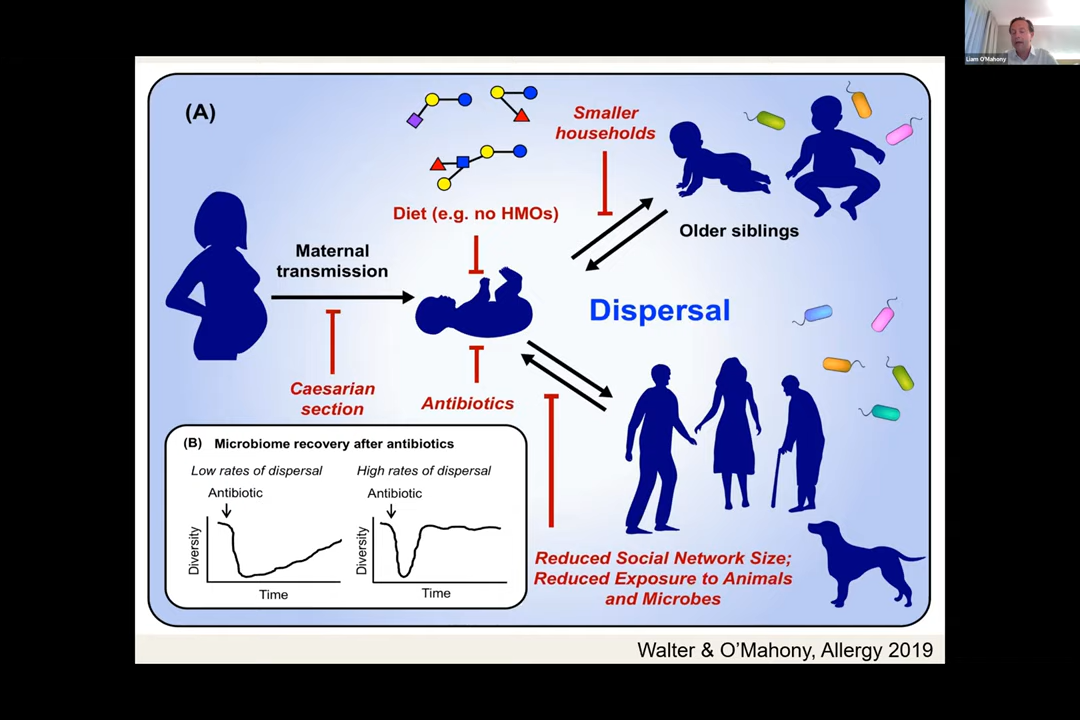 Liam O'Mahony
(A)
Smaller
households
Diet (e.g. no HMOs)
Older siblings
Maternal
transmission
Dispersal
Caesarian
section
Antibiotics
(B) Microbiome recovery after antibiotics
Low rates of dispersal
High rates of dispersal
Antibiotic
Antibiotic
Diversity
Time
Diversity
Time
Reduced Social Network Size;
Reduced Exposure to Animals
and Microbes
Walter & O'Mahony, Allergy 2019